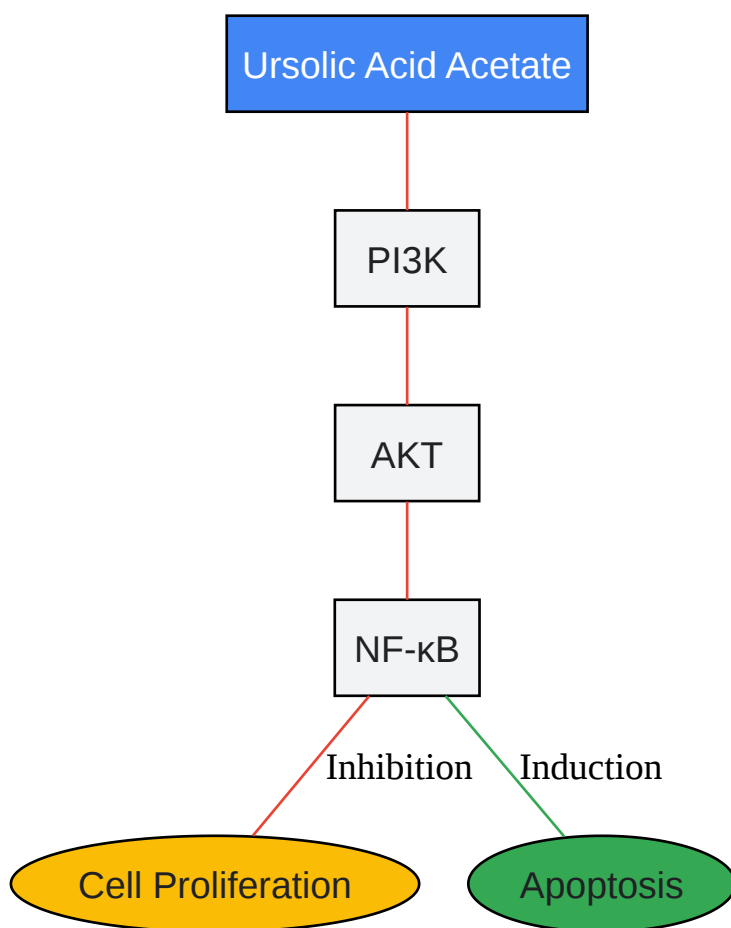 Ursolic Acid Acetate
PI3K
AKT
NF-κB
Inhibition
Induction
Cell Proliferation
Apoptosis